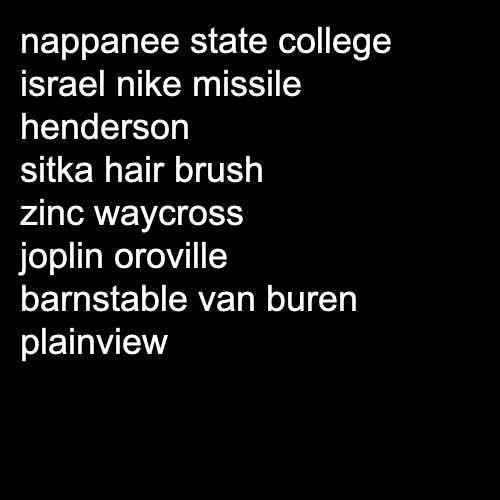 nappanee state college
israel nike missile
henderson
sitka hair brush
zinc waycross
joplin oroville
barnstable van buren
plainview